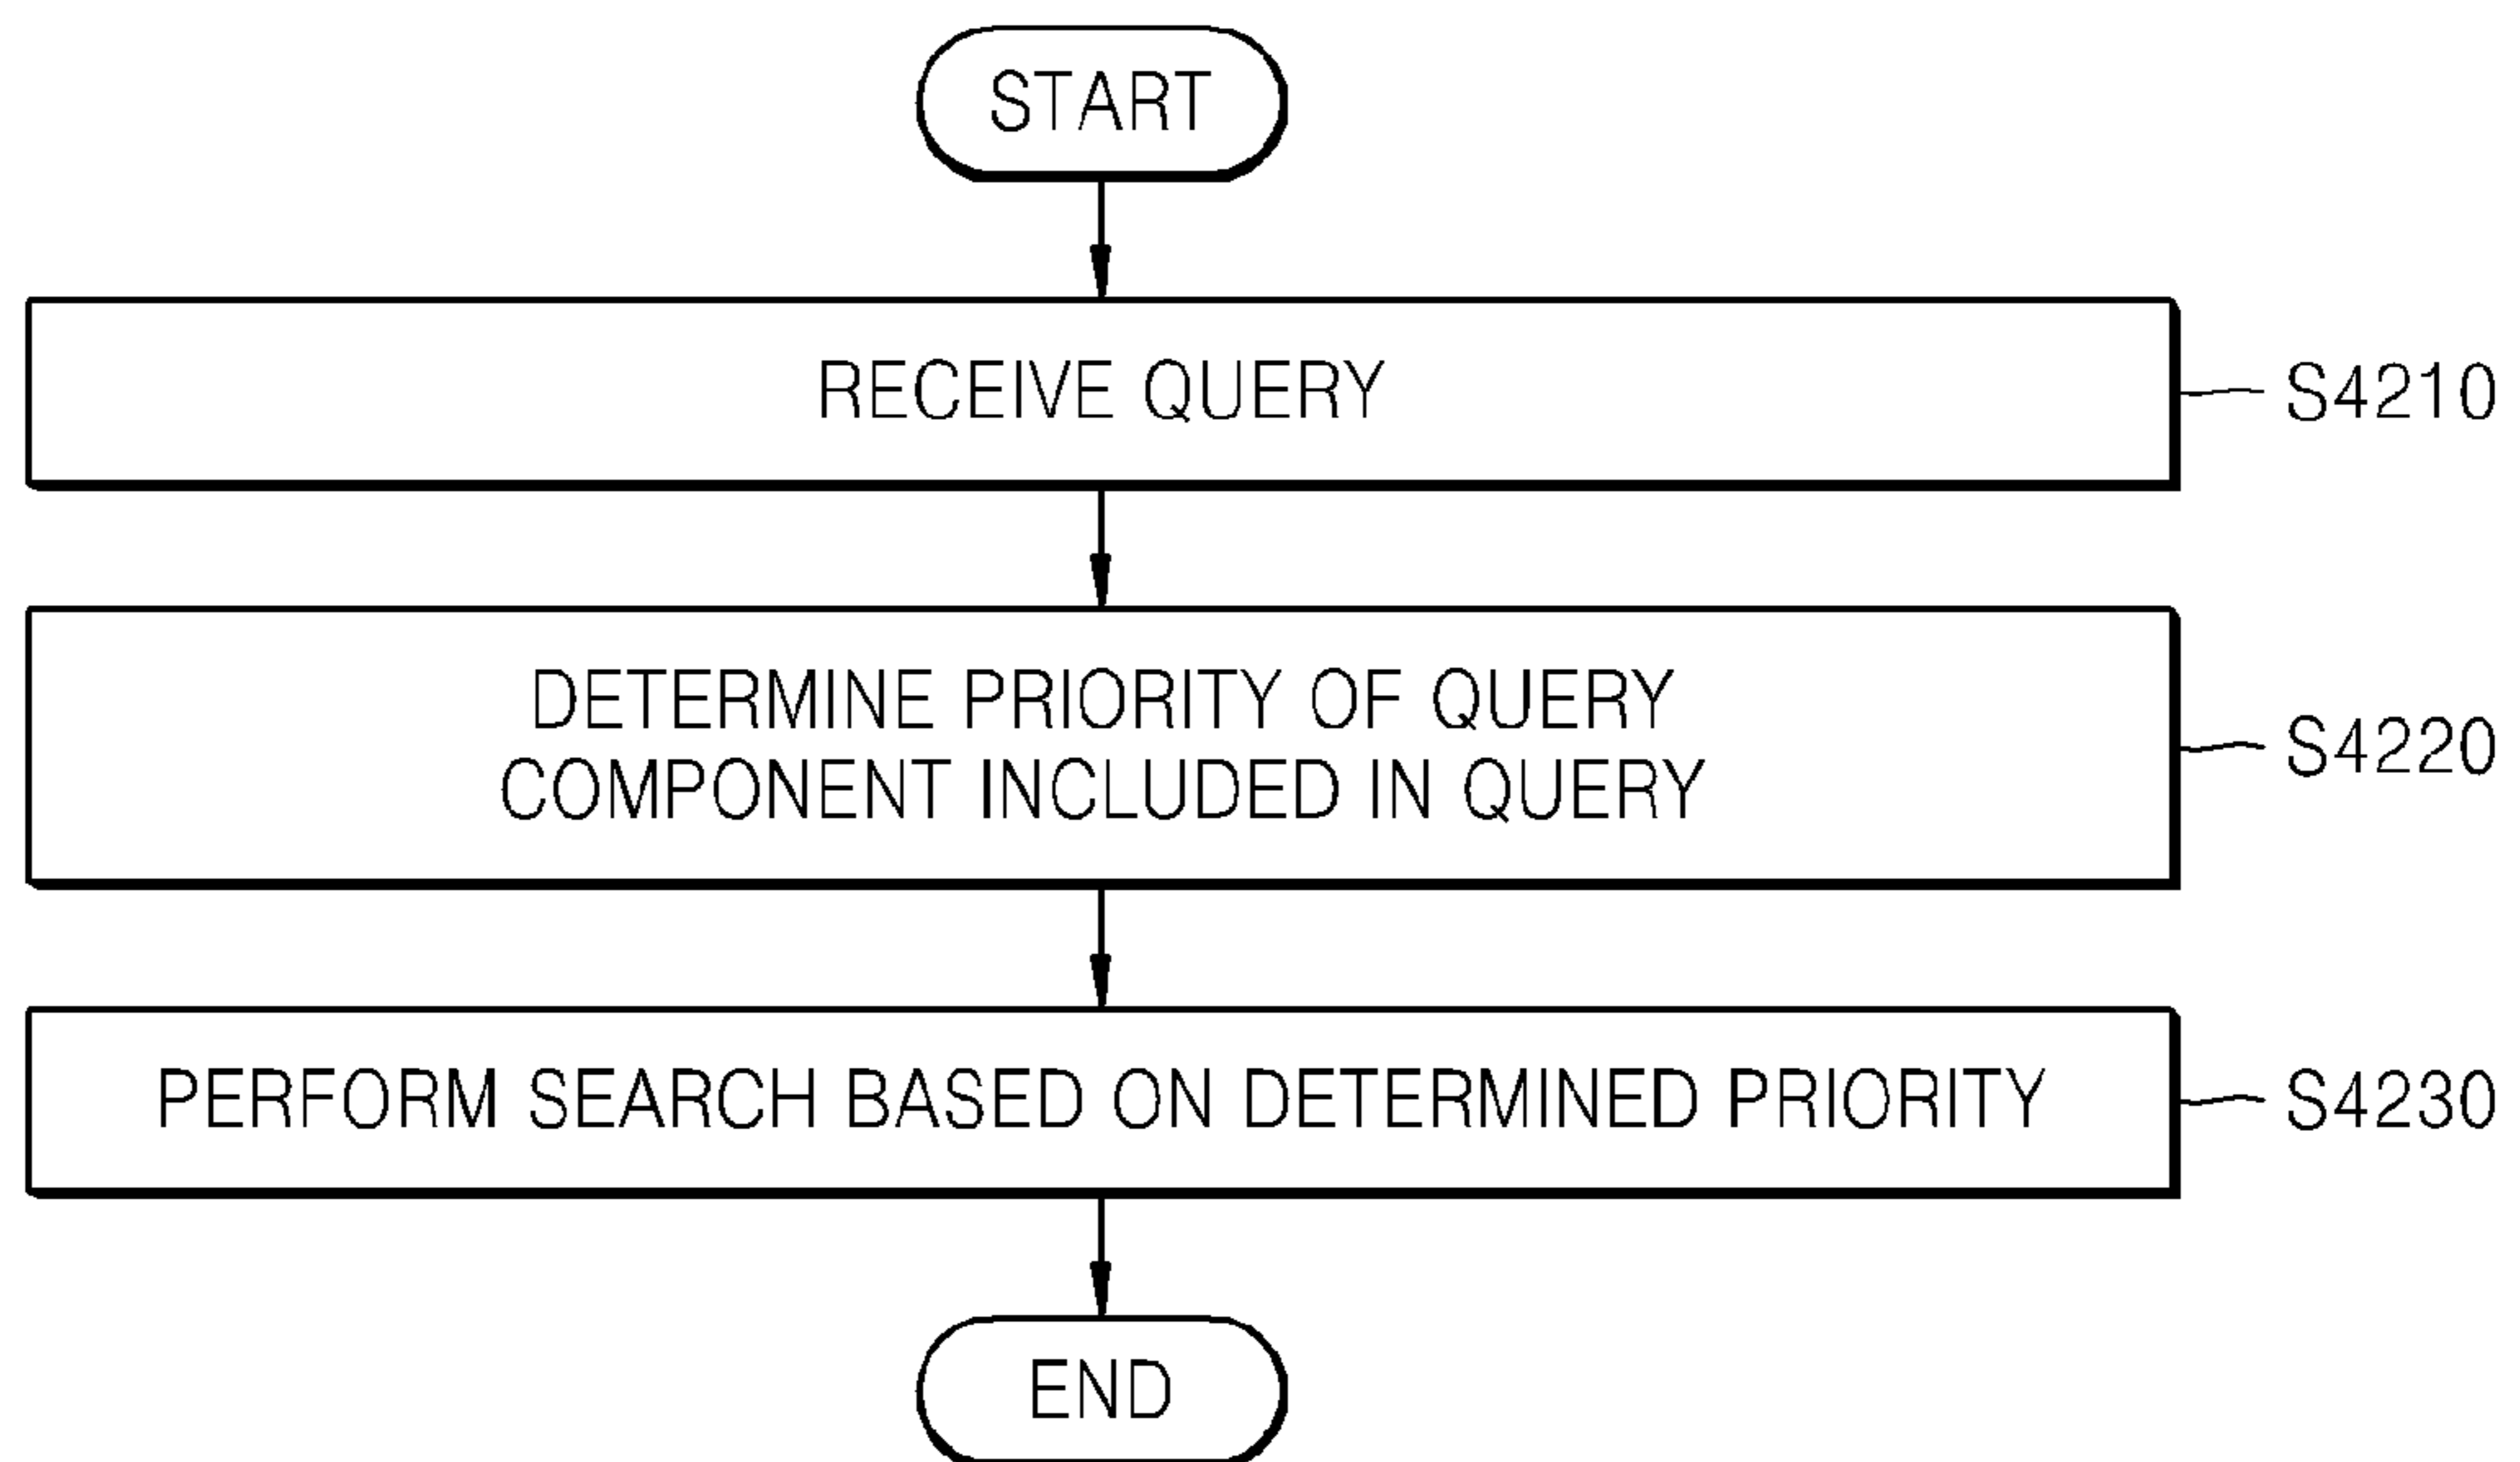 START
RECEIVE QUERY
S4210
DETERMINE PRIORITY OF QUERY
COMPONENT INCLUDED IN QUERY
S4220
PERFORM SEARCH BASED ON DETERMINED PRIORITY
S4230
END